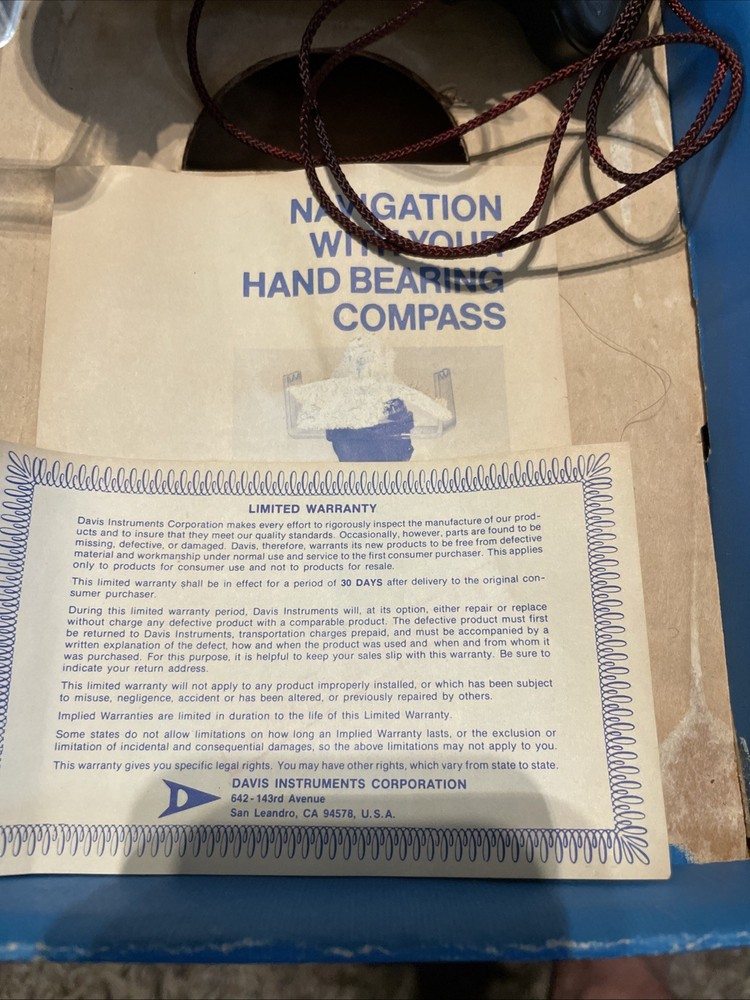 NAVIGATION
WITH YOUR
HAND BEARING
COMPASS
LIMITED WARRANTY
Davis Instruments Corporation makes every effort to rigorously inspect the manufacture of our prod-
ucts and to insure that they meet our quality standards. Occasionally, however, parts are found to be
missing, defective, or damaged. Davis, therefore, warrants its new products to be free from defective
material and workmanship under normal use and service to the first consumer purchaser. This applies
only to products for consumer use and not to products for resale.
This limited warranty shall be in effect for a period of 30 DAYS after delivery to the original con-
sumer purchaser.
During this limited warranty period, Davis Instruments will, at its option, either repair or replace
without charge any defective product with a comparable product. The defective product must first
be returned to Davis Instruments, transportation charges prepaid, and must be accompanied by a
written explanation of the defect, how and when the product was used and when and from whom it
was purchased. For this purpose, it is helpful to keep your sales slip with this warranty. Be sure to
indicate your return address.
This limited warranty will not apply to any product improperly installed, or which has been subject
to misuse, negligence, accident or has been altered, or previously repaired by others.
Implied Warranties are limited in duration to the life of this Limited Warranty.
Some states do not allow limitations on how long an Implied Warranty lasts, or the exclusion or
limitation of incidental and consequential damages, so the above limitations may not apply to you.
This warranty gives you specific legal rights. You may have other rights, which vary from state to state.
D
DAVIS INSTRUMENTS CORPORATION
642-143rd Avenue
San Leandro, CA 94578, U.S.A.